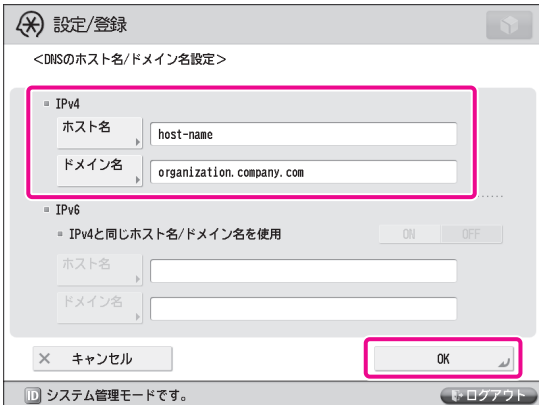 設定/登録
<DNSのホスト名/ドメイン名設定>
IPv4
ホスト名 host-name
ドメイン名 organization.company.com
IPv6
IPv4と同じホスト名/ドメイン名を使用 ON OFF
ホスト名
ドメイン名
× キャンセル OK
ID システム管理モードです。 ログアウト